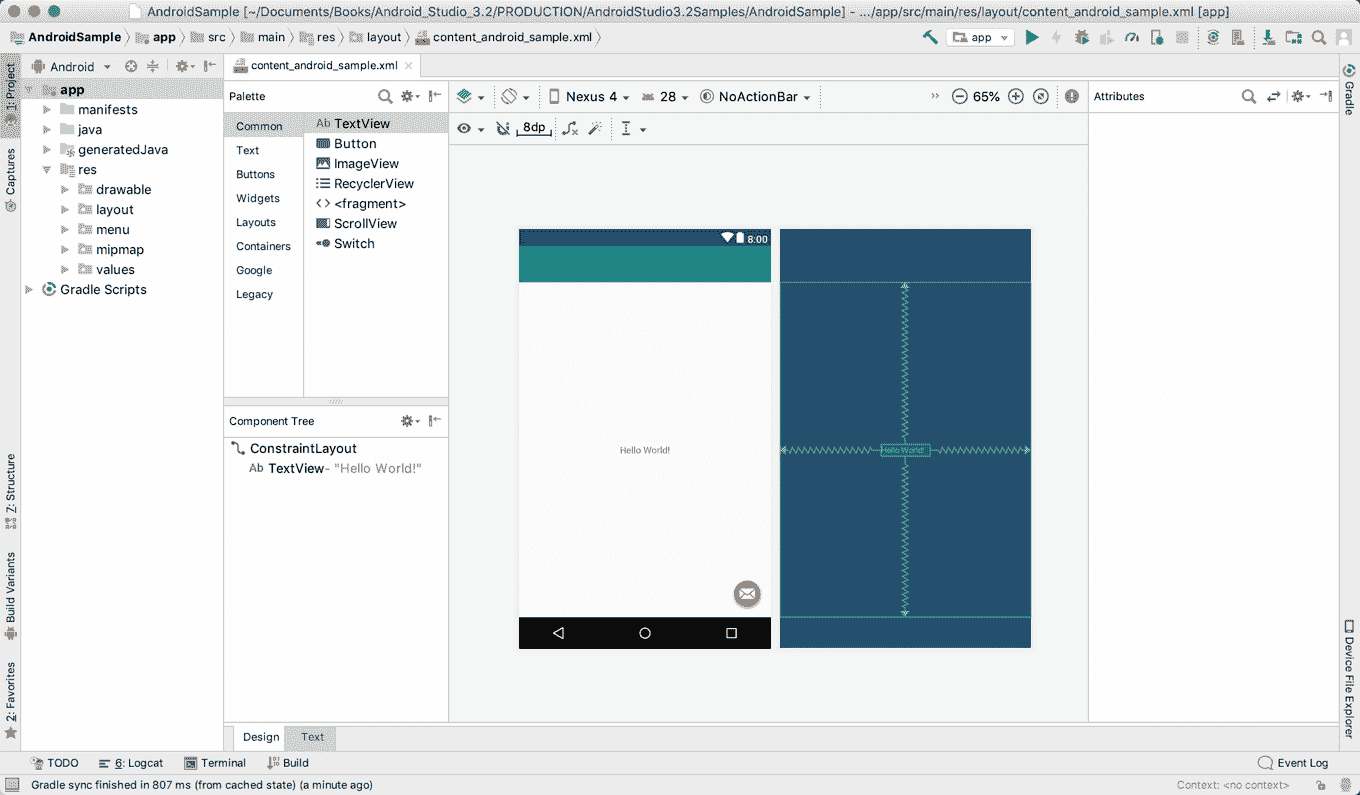 AndroidSample [~/Documents/Books/Android_Studio_3.2/PRODUCTION/AndroidStudio3.2Samples/AndroidSample] - .../app/src/main/res/layout/content_android_sample.xml [app]
AndroidSample app src main res layout content_android_sample.xml app
1: Project
Captures
Z: Structure
Build Variants
2: Favorites
Android
app
manifests
java
generatedJava
res
drawable
layout
menu
mipmap
values
Gradle Scripts
content_android_sample.xml
Palette
Common
Text
Buttons
Widgets
Layouts
Containers
Google
Legacy
Ab TextView
Button
ImageView
RecyclerView
<fragment>
ScrollView
Switch
Component Tree
ConstraintLayout
Ab TextView- "Hello World!"
Nexus 4 28 NoActionBar 65%
8dp
8:00
Hello World!
Hello World!
Design Text
Attributes
Gradle
Device File Explorer
TODO 6: Logcat Terminal Build Event Log
Gradle sync finished in 807 ms (from cached state) (a minute ago) Context: <no context>